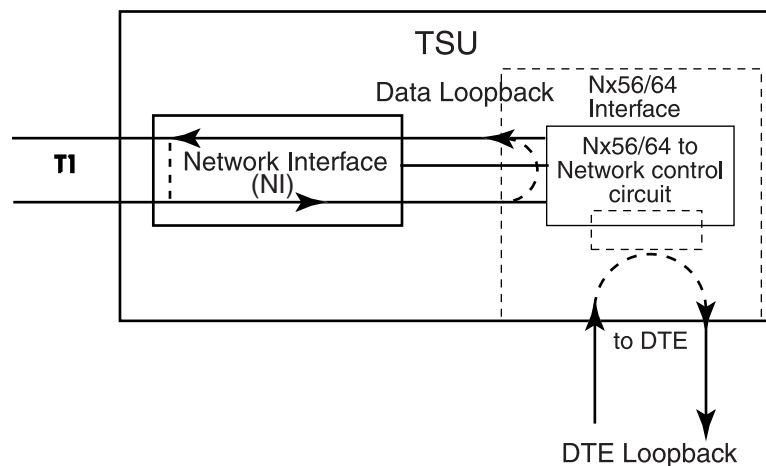 TSU
Data Loopback
Nx56/64
Interface
T1
Network Interface
(NI)
Nx56/64 to
Network control
circuit
to DTE
DTE Loopback